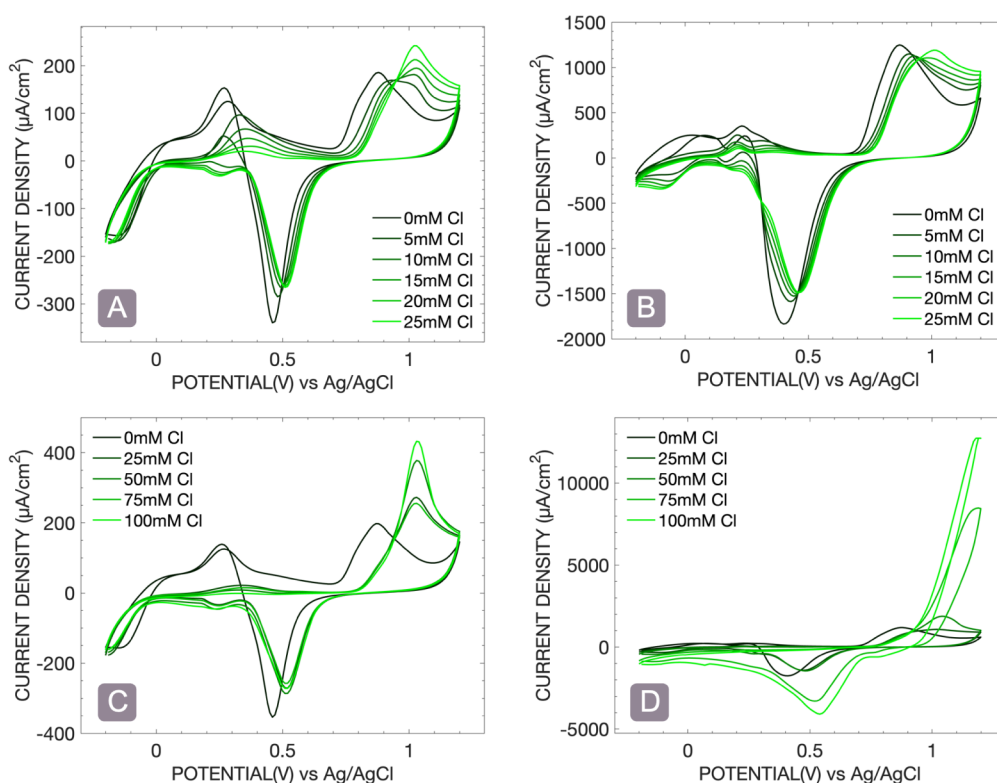 200
100
0
-100
-200
-300
0
0.5
1
CURRENT DENSITY (µA/cm²)
POTENTIAL(V) vs Ag/AgCl
0mM Cl
5mM Cl
10mM Cl
15mM Cl
20mM Cl
25mM Cl
A
1500
1000
500
0
-500
-1000
-1500
-2000
0
0.5
1
CURRENT DENSITY (µA/cm²)
POTENTIAL(V) vs Ag/AgCl
0mM Cl
5mM Cl
10mM Cl
15mM Cl
20mM Cl
25mM Cl
B
400
200
0
-200
-400
0
0.5
1
CURRENT DENSITY (µA/cm²)
POTENTIAL(V) vs Ag/AgCl
0mM Cl
25mM Cl
50mM Cl
75mM Cl
100mM Cl
C
10000
5000
0
-5000
0
0.5
1
CURRENT DENSITY (µA/cm²)
POTENTIAL(V) vs Ag/AgCl
0mM Cl
25mM Cl
50mM Cl
75mM Cl
100mM Cl
D